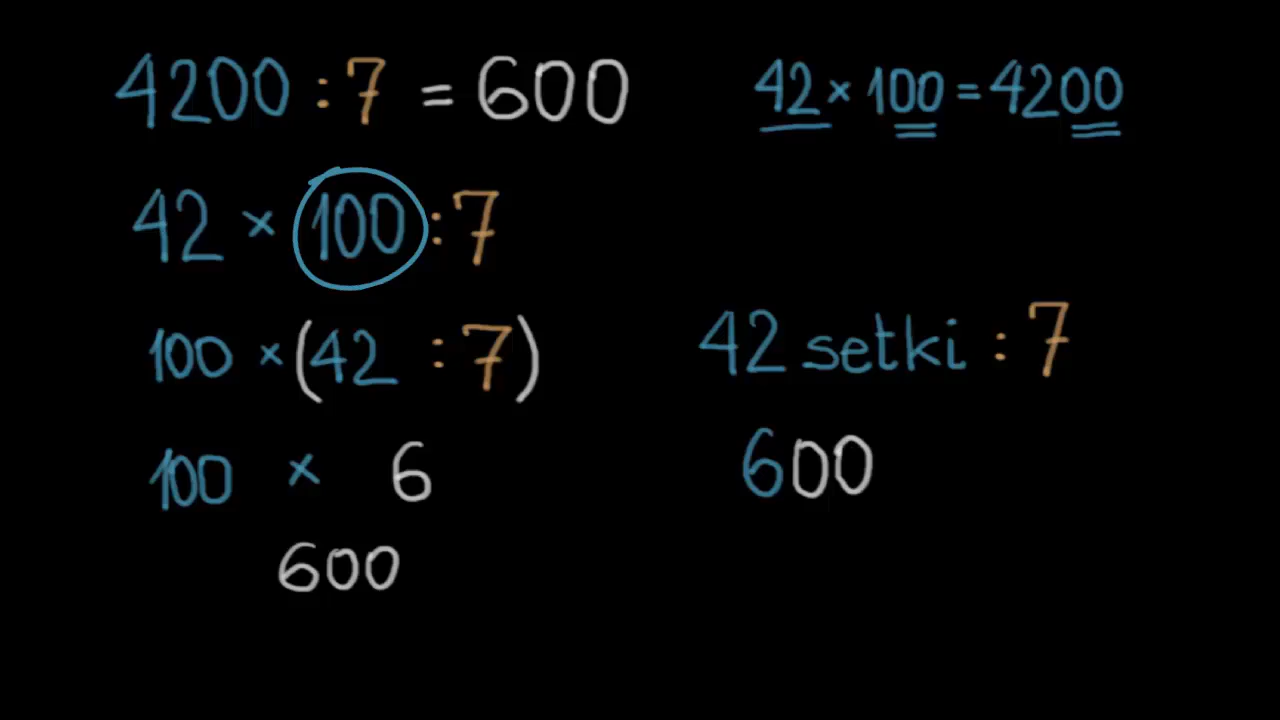 4200 : 7 = 600
42 × 100 = 4200
42 × 100 : 7
100 × (42 : 7)
42 setki : 7
100 × 6
600
600